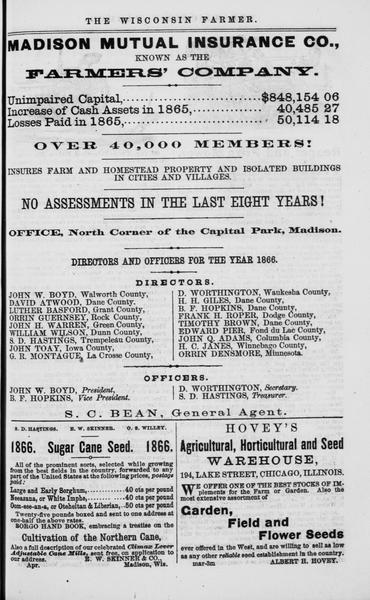 THE WISCONSIN FARMER.
MADISON MUTUAL INSURANCE CO.,
KNOWN AS THE
FARMERS' COMPANY.
Unimpaired Capital,..............................$848,154 06
Increase of Cash Assets in 1865,..................40,485 27
Losses Paid in 1865,..............................50,114 18
OVER 40,000 MEMBERS!
INSURES FARM AND HOMESTEAD PROPERTY AND ISOLATED BUILDINGS
IN CITIES AND VILLAGES.
NO ASSESSMENTS IN THE LAST EIGHT YEARS!
OFFICE, North Corner of the Capital Park, Madison.
DIRECTORS AND OFFICERS FOR THE YEAR 1866.
DIRECTORS.
JOHN W. BOYD, Walworth County,
DAVID ATWOOD, Dane County.
LUTHER BASFORD, Grant County,
ORRIN GUERNSEY, Rock County,
JOHN H. WARREN, Green County,
WILLIAM WILSON, Dunn County,
S. D. HASTINGS, Trempeleau County,
JOHN TOAY, Iowa County,
G. R. MONTAGUE, La Crosse County,
D. WORTHINGTON, Waukesha County,
H. H. GILES, Dane County,
B. F. HOPKINS, Dane County,
FRANK H. ROPER, Dodge County,
TIMOTHY BROWN, Dane County,
EDWARD PIER, Fond du Lac County,
JOHN Q. ADAMS, Columbia County,
H. C. JANES, Winnebago County,
ORRIN DENSMORE, Minnesota.
OFFICERS.
JOHN W. BOYD, President,
B. F. HOPKINS, Vice President.
D. WORTHINGTON, Secretary.
S. D. HASTINGS, Treasurer.
S. C. BEAN, General Agent.
S. D. HASTINGS. E. W. SKINNER. O. S. WILLEY.
1866. Sugar Cane Seed. 1866.
All of the prominent sorts, selected while growing
from the best fields in the country, forwarded to any
part of the United States at the following prices, postage
paid:
Large and Early Sorghum,..........40 cts per pound
Neeazana, or White Imphe,.........40 cts per pound
Oom-see-an-a, or Otaheitan & Liberian,..50 cts per pound
Twenty-five pounds boxed and sent to one address at
one-half the above rates.
SORGO HAND BOOK, embracing a treatise on the
Cultivation of the Northern Cane,
Also a full description of our celebrated Climax Lever
Adjustable Cane Mills, sent free, on application to
our address. E. W. SKINNER & CO.,
Apr. Madison, Wis.
HOVEY'S
Agricultural, Horticultural and Seed
WAREHOUSE,
194, LAKE STREET, CHICAGO, ILLINOIS.
WE OFFER ONE OF THE BEST STOCKS OF IM-
plements for the Farm or Garden. Also the
most extensive assortment of
Garden,
Field and
Flower Seeds
ever offered in the West, and are willing to sell as low
as any other reliable seed establishment in the country.
mar-3m ALBERT H. HOVEY.